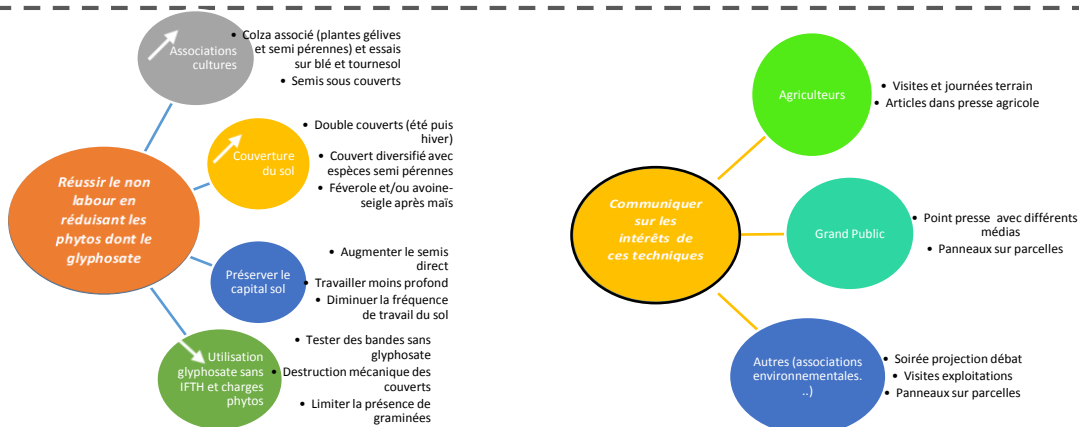 Associations
cultures
• Colza associé (plantes gélives
et semi pérennes) et essais
sur blé et tournesol
• Semis sous couverts
Couverture
du sol
• Double couverts (été puis
hiver)
• Couvert diversifié avec
espèces semi pérennes
• Féverole et/ou avoine-
seigle après maïs
Réussir le non
labour en
réduisant les
phytos dont le
glyphosate
Préserver le
capital sol
• Augmenter le semis
direct
• Travailler moins profond
• Diminuer la fréquence
de travail du sol
Utilisation
glyphosate sans
IFTH et charges
phytos
• Tester des bandes sans
glyphosate
• Destruction mécanique des
couverts
• Limiter la présence de
graminées
Communiquer
sur les
intérêts de
ces techniques
Agriculteurs
• Visites et journées terrain
• Articles dans presse agricole
Grand Public
• Point presse avec différents
médias
• Panneaux sur parcelles
Autres (associations
environnementales.
..)
• Soirée projection débat
• Visites exploitations
• Panneaux sur parcelles